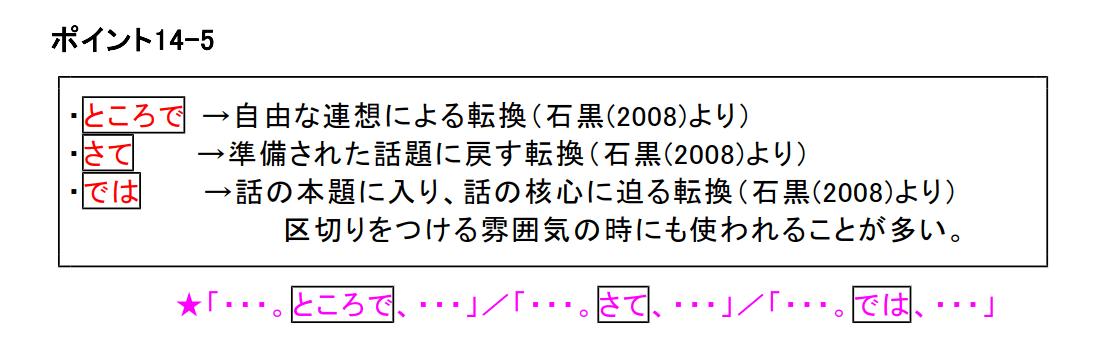 ポイント14-5
・ところで →自由な連想による転換(石黒(2008)より)
・さて →準備された話題に戻す転換(石黒(2008)より)
・では →話の本題に入り、話の核心に迫る転換(石黒(2008)より)
区切りをつける雰囲気の時にも使われることが多い。
★「・・・。ところで、・・・」/「・・・。さて、・・・」/「・・・。では、・・・」